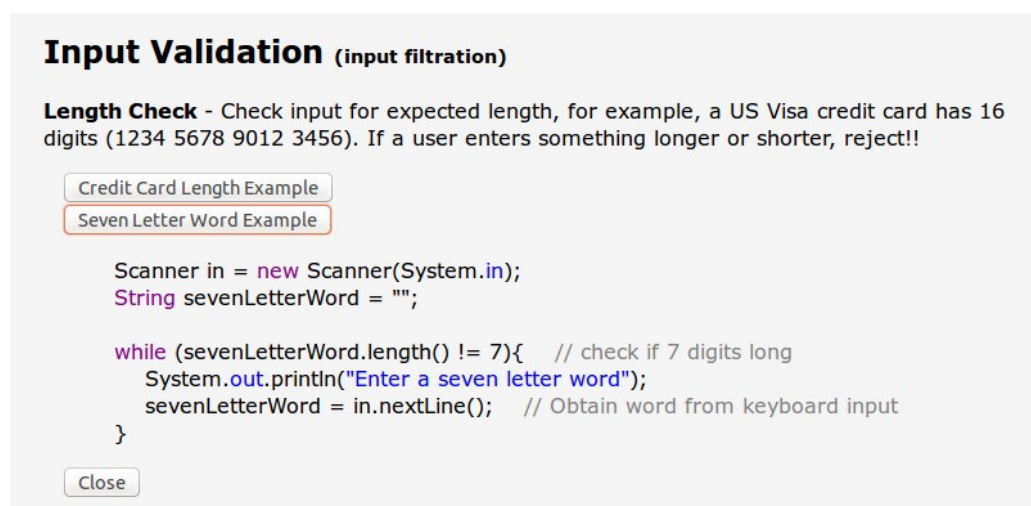 Input Validation (input filtration)
Length Check - Check input for expected length, for example, a US Visa credit card has 16
digits (1234 5678 9012 3456). If a user enters something longer or shorter, reject!!
Credit Card Length Example
Seven Letter Word Example
Scanner in = new Scanner(System.in);
String sevenLetterWord = "";
while (sevenLetterWord.length() != 7){ // check if 7 digits long
System.out.println("Enter a seven letter word");
sevenLetterWord = in.nextLine(); // Obtain word from keyboard input
}
Close